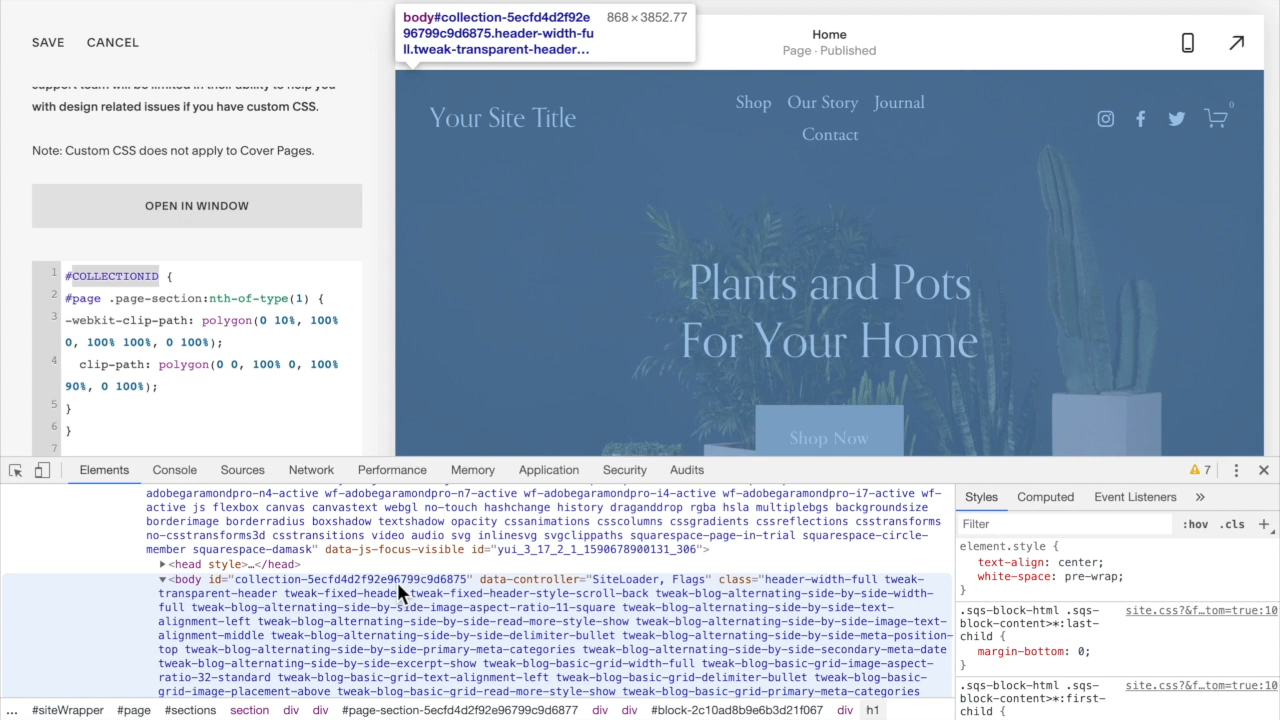 SAVE
CANCEL
support team will be limited in their ability to help you
with design related issues if you have custom CSS.
Note: Custom CSS does not apply to Cover Pages.
OPEN IN WINDOW
1 #COLLECTIONID {
2 #page .page-section:nth-of-type(1) {
3 -webkit-clip-path: polygon(0 10%, 100%
0, 100% 100%, 0 100%);
4 clip-path: polygon(0 0, 100% 0, 100%
90%, 0 100%);
5 }
6 }
7
body#collection-5ecfd4d2f92e 868 × 3852.77
96799c9d6875.header-width-fu
ll.tweak-transparent-header…
Home
Page · Published
Your Site Title
Shop Our Story Journal
Contact
0
Plants and Pots
For Your Home
Shop Now
Elements Console Sources Network Performance Memory Application Security Audits
7
adobegaramondpro-n4-active wf-adobegaramondpro-n7-active wf-adobegaramondpro-i4-active wf-adobegaramondpro-i7-active wf-
active js flexbox canvas canvastext webgl no-touch hashchange history draganddrop rgba hsla multiplebgs backgroundsize
borderimage borderradius boxshadow textshadow opacity cssanimations csscolumns cssgradients cssreflections csstransforms
no-csstransforms3d csstransitions video audio svg inlinesvg svgclippaths squarespace-page-in-trial squarespace-circle-
member squarespace-damask" data-js-focus-visible id="yui_3_17_2_1_1590678900131_306">
<head style>…</head>
<body id="collection-5ecfd4d2f92e96799c9d6875" data-controller="SiteLoader, Flags" class="header-width-full tweak-
transparent-header tweak-fixed-header tweak-fixed-header-style-scroll-back tweak-blog-alternating-side-by-side-width-
full tweak-blog-alternating-side-by-side-image-aspect-ratio-11-square tweak-blog-alternating-side-by-side-text-
alignment-left tweak-blog-alternating-side-by-side-read-more-style-show tweak-blog-alternating-side-by-side-image-text-
alignment-middle tweak-blog-alternating-side-by-side-delimiter-bullet tweak-blog-alternating-side-by-side-meta-position-
top tweak-blog-alternating-side-by-side-primary-meta-categories tweak-blog-alternating-side-by-side-secondary-meta-date
tweak-blog-alternating-side-by-side-excerpt-show tweak-blog-basic-grid-width-full tweak-blog-basic-grid-image-aspect-
ratio-32-standard tweak-blog-basic-grid-text-alignment-left tweak-blog-basic-grid-delimiter-bullet tweak-blog-basic-
grid-image-placement-above tweak-blog-basic-grid-read-more-style-show tweak-blog-basic-grid-primary-meta-categories
... #siteWrapper #page #sections section div div #page-section-5ecfd4d2f92e96799c9d6877 div div #block-2c10ad8b9e6b3d21f067 div h1
Styles Computed Event Listeners »
Filter :hov .cls +
element.style {
text-align: center;
white-space: pre-wrap;
}
.sqs-block-html .sqs- site.css?&f…tom=true:10
block-content>*:last-
child {
margin-bottom: 0;
}
.sqs-block-html .sqs- site.css?&f…tom=true:10
block-content>*:first-
child {